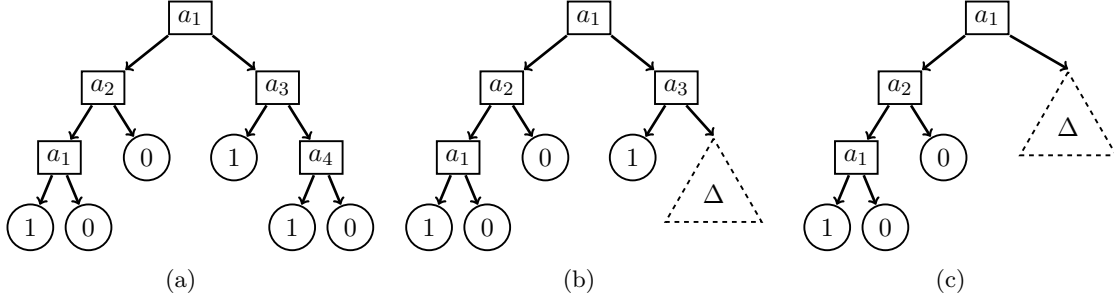 a₁ a₁ a₁
a₂ a₃ a₂ a₃ a₂ Δ
a₁ 0 1 a₄ a₁ 0 1 Δ a₁ 0
1 0 1 0 1 0 1 0
(a) (b) (c)